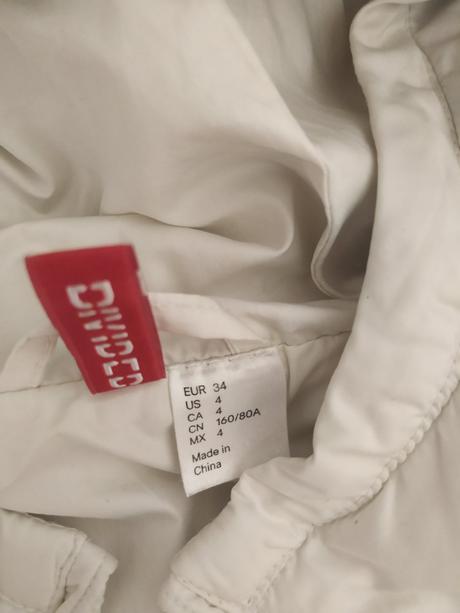 DIVIDED
EUR 34
US 4
CA 4
CN 160/80A
MX 4
Made in
China